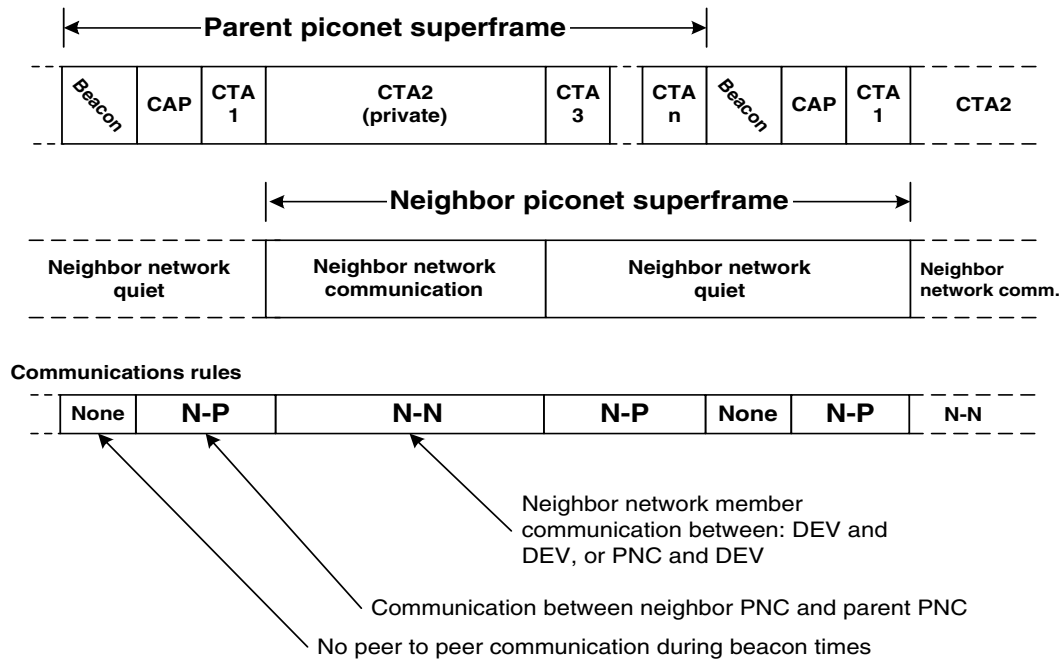 Parent piconet superframe
Beacon
CAP
CTA
1
CTA2
(private)
CTA
3
CTA
n
Beacon
CAP
CTA
1
CTA2
Neighbor piconet superframe
Neighbor network
quiet
Neighbor network
communication
Neighbor network
quiet
Neighbor
network comm.
Communications rules
None
N-P
N-N
N-P
None
N-P
N-N
Neighbor network member
communication between: DEV and
DEV, or PNC and DEV
Communication between neighbor PNC and parent PNC
No peer to peer communication during beacon times